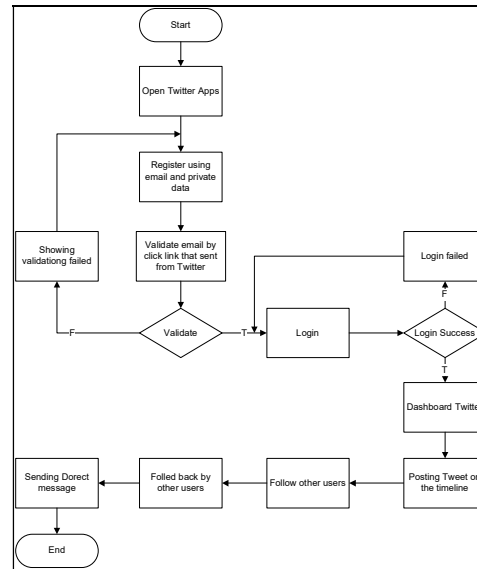 Start
Open Twitter Apps
Register using
email and private
data
Validate email by
click link that sent
from Twitter
Showing
validationg failed
Login failed
F
Validate
F
T
Login
Login Success
T
Dashboard Twitter
Posting Tweet on
the timeline
Follow other users
Folled back by
other users
Sending Dorect
message
End